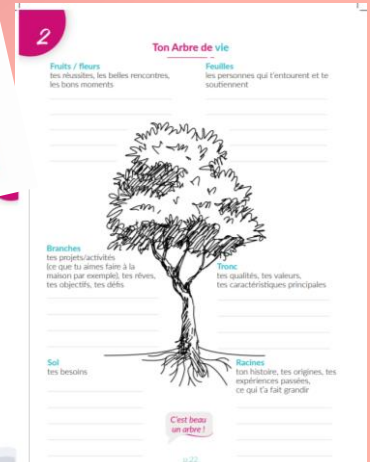 2
Ton Arbre de vie
Fruits / fleurs
tes réussites, les belles rencontres,
les bons moments
Feuilles
les personnes qui t'entourent et te
soutiennent
Branches
tes projets/activités
(ce que tu aimes faire à la
maison par exemple), tes rêves,
tes objectifs, tes défis
Tronc
tes qualités, tes valeurs,
tes caractéristiques principales
Sol
tes besoins
Racines
ton histoire, tes origines, tes
expériences passées,
ce qui t'a fait grandir
C'est beau
un arbre !